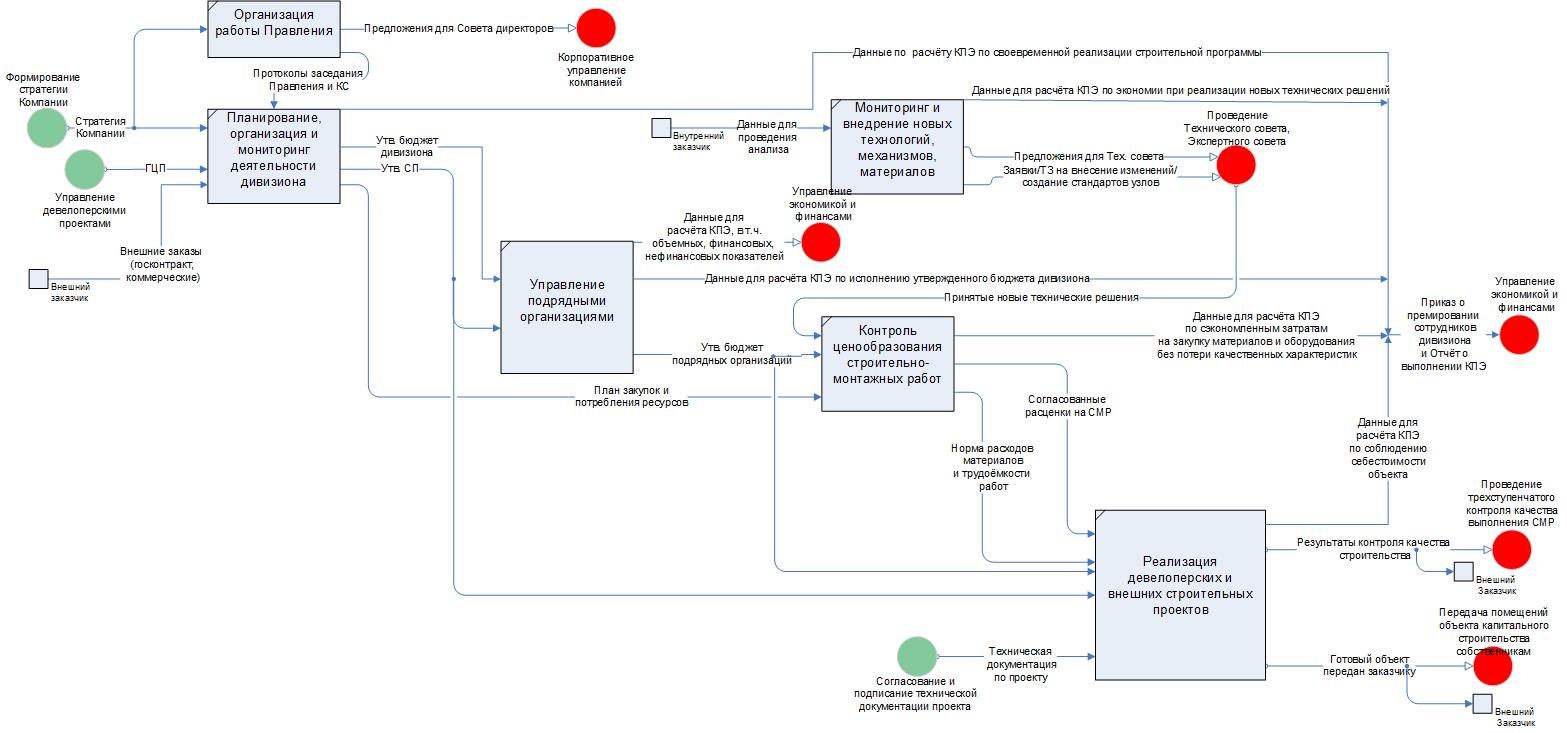 Организация
работы Правления
Предложения для Совета директоров
Корпоративное
управление
компанией
Протоколы заседания
Правления и КС
Формирование
стратегии
Компании
Стратегия
Компании
ГЦП
Управление
девелоперскими
проектами
Внешние заказы
(госконтракт,
коммерческие)
Внешний
заказчик
Планирование,
организация и
мониторинг
деятельности
дивизиона
Утв. бюджет
дивизиона
Утв. СП
Данные по расчёту КПЭ по своевременной реализации строительной программы
Данные для расчёта КПЭ по экономии при реализации новых технических решений
Внутренний
заказчик
Данные для
проведения
анализа
Мониторинг и
внедрение новых
технологий,
механизмов,
материалов
Проведение
Технического совета,
Экспертного совета
Предложения для Тех. совета
Заявки/ТЗ на внесение изменений/
создание стандартов узлов
Управление
экономикой и
финансами
Данные для
расчёта КПЭ, в т.ч.
объемных, финансовых,
нефинансовых показателей
Управление
подрядными
организациями
Данные для расчёта КПЭ по исполнению утвержденного бюджета дивизиона
Принятые новые технические решения
Утв. бюджет
подрядных организаций
План закупок и
потребления ресурсов
Контроль
ценообразования
строительно-
монтажных работ
Данные для расчёта КПЭ
по сэкономленным затратам
на закупку материалов и оборудования
без потери качественных характеристик
Приказ о
премировании
сотрудников
дивизиона
и Отчёт о
выполнении КПЭ
Управление
экономикой и
финансами
Согласованные
расценки на СМР
Норма расходов
материалов
и трудоёмкости
работ
Данные для
расчёта КПЭ
по соблюдению
себестоимости
объекта
Проведение
трехступенчатого
контроля качества
выполнения СМР
Результаты контроля качества
строительства
Внешний
Заказчик
Реализация
девелоперских и
внешних строительных
проектов
Передача помещений
объекта капитального
строительства
собственникам
Готовый объект
передан заказчику
Внешний
Заказчик
Техническая
документация
по проекту
Согласование и
подписание технической
документации проекта